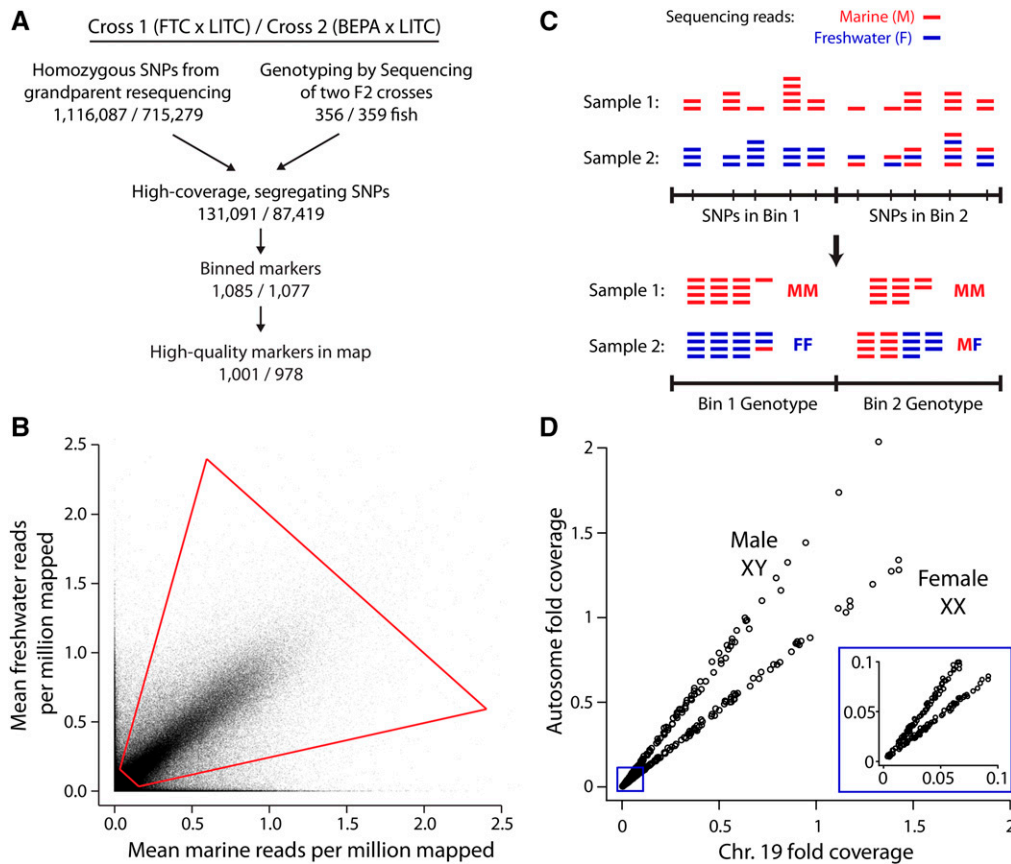 A
Cross 1 (FTC x LITC) / Cross 2 (BEPA x LITC)
Homozygous SNPs from
grandparent resequencing
1,116,087 / 715,279
Genotyping by Sequencing
of two F2 crosses
356 / 359 fish
High-coverage, segregating SNPs
131,091 / 87,419
Binned markers
1,085 / 1,077
High-quality markers in map
1,001 / 978
C
Sequencing reads:
Marine (M)
Freshwater (F)
Sample 1:
Sample 2:
SNPs in Bin 1
SNPs in Bin 2
Sample 1:
MM
MM
Sample 2:
FF
MF
Bin 1 Genotype
Bin 2 Genotype
B
Mean freshwater reads
per million mapped
2.5
2.0
1.5
1.0
0.5
0.0
0.0
0.5
1.0
1.5
2.0
2.5
Mean marine reads per million mapped
D
Autosome fold coverage
2
1.5
1
0.5
0
Male
XY
Female
XX
0.1
0.05
0
0
0.05
0.1
0
0.5
1
1.5
2
Chr. 19 fold coverage